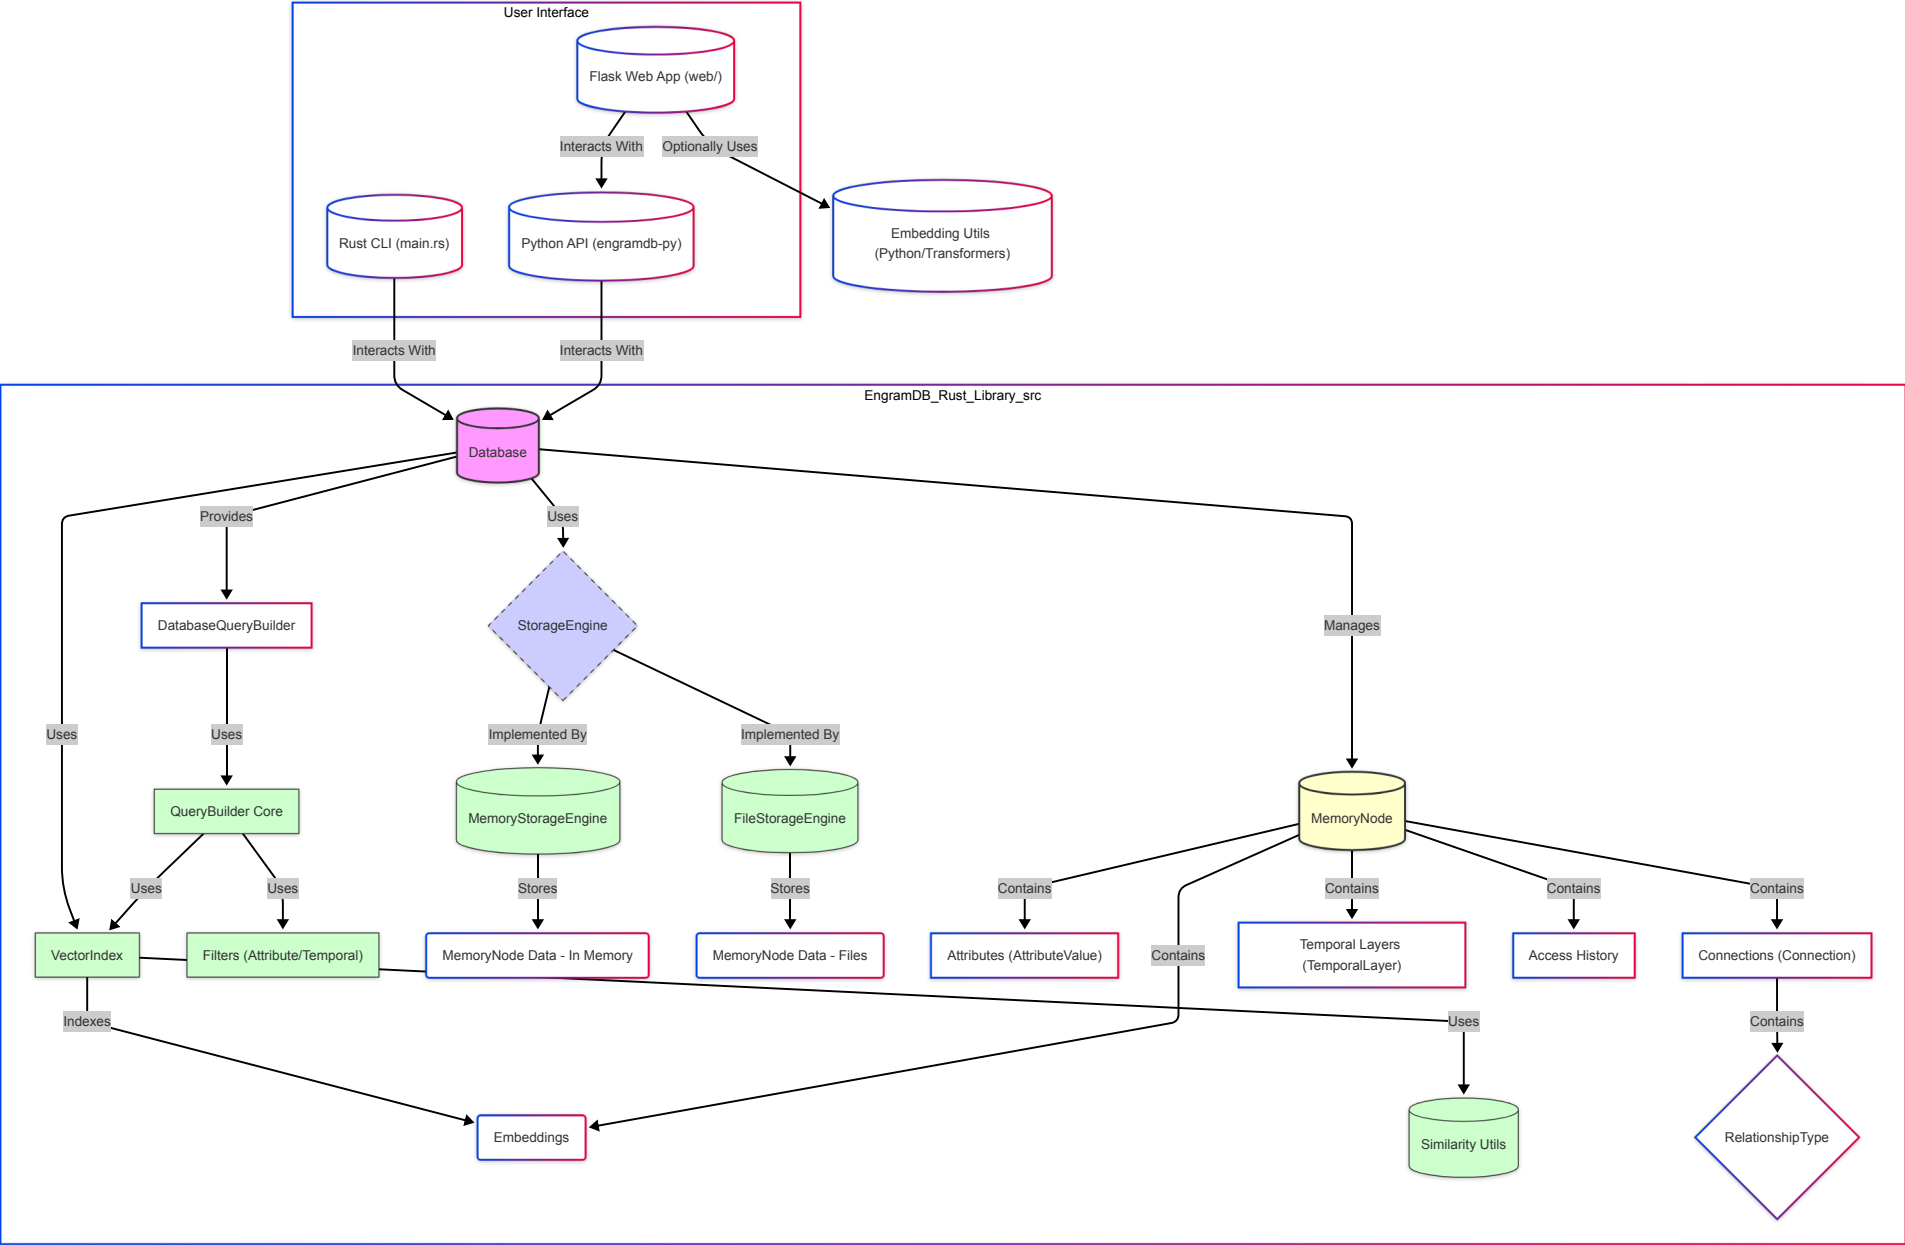 User Interface
Flask Web App (web/)
Interacts With
Optionally Uses
Rust CLI (main.rs)
Python API (engramdb-py)
Embedding Utils
(Python/Transformers)
Interacts With
Interacts With
EngramDB_Rust_Library_src
Database
Provides
Uses
DatabaseQueryBuilder
StorageEngine
Manages
Uses
Uses
Implemented By
Implemented By
QueryBuilder Core
MemoryStorageEngine
FileStorageEngine
MemoryNode
Uses
Uses
Stores
Stores
Contains
Contains
Contains
Contains
VectorIndex
Filters (Attribute/Temporal)
MemoryNode Data - In Memory
MemoryNode Data - Files
Attributes (AttributeValue)
Contains
Temporal Layers
(TemporalLayer)
Access History
Connections (Connection)
Indexes
Uses
Contains
Embeddings
Similarity Utils
RelationshipType